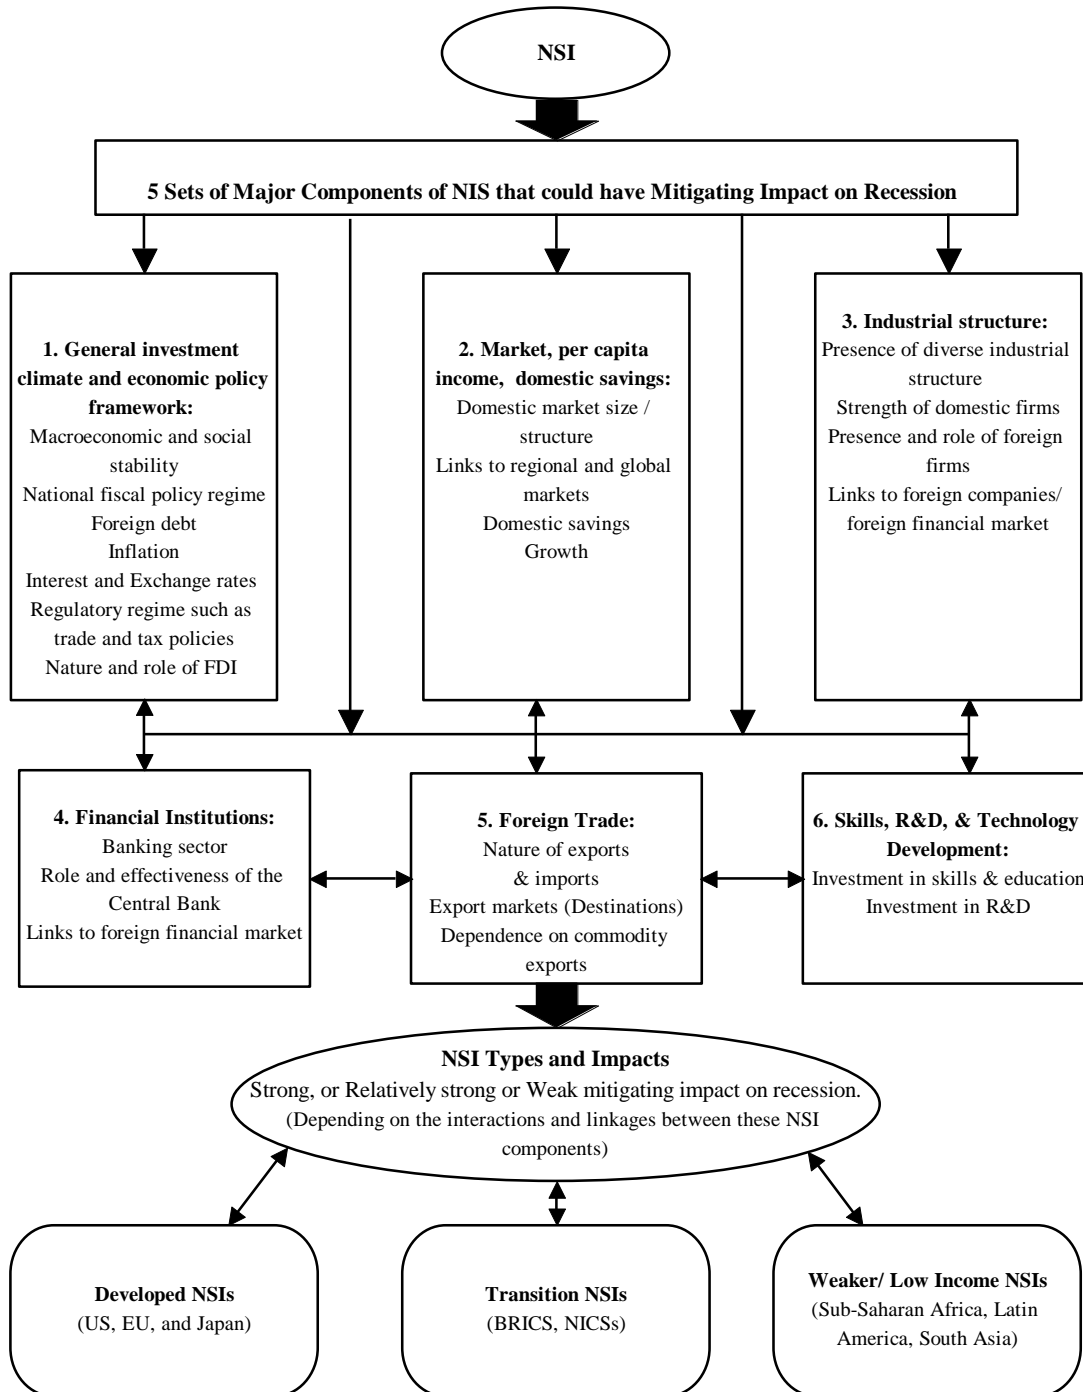 NSI
5 Sets of Major Components of NIS that could have Mitigating Impact on Recession
1. General investment
climate and economic policy
framework:
Macroeconomic and social
stability
National fiscal policy regime
Foreign debt
Inflation
Interest and Exchange rates
Regulatory regime such as
trade and tax policies
Nature and role of FDI
2. Market, per capita
income, domestic savings:
Domestic market size /
structure
Links to regional and global
markets
Domestic savings
Growth
3. Industrial structure:
Presence of diverse industrial
structure
Strength of domestic firms
Presence and role of foreign
firms
Links to foreign companies/
foreign financial market
4. Financial Institutions:
Banking sector
Role and effectiveness of the
Central Bank
Links to foreign financial market
5. Foreign Trade:
Nature of exports
& imports
Export markets (Destinations)
Dependence on commodity
exports
6. Skills, R&D, & Technology
Development:
Investment in skills & education
Investment in R&D
NSI Types and Impacts
Strong, or Relatively strong or Weak mitigating impact on recession.
(Depending on the interactions and linkages between these NSI
components)
Developed NSIs
(US, EU, and Japan)
Transition NSIs
(BRICS, NICSs)
Weaker/ Low Income NSIs
(Sub-Saharan Africa, Latin
America, South Asia)